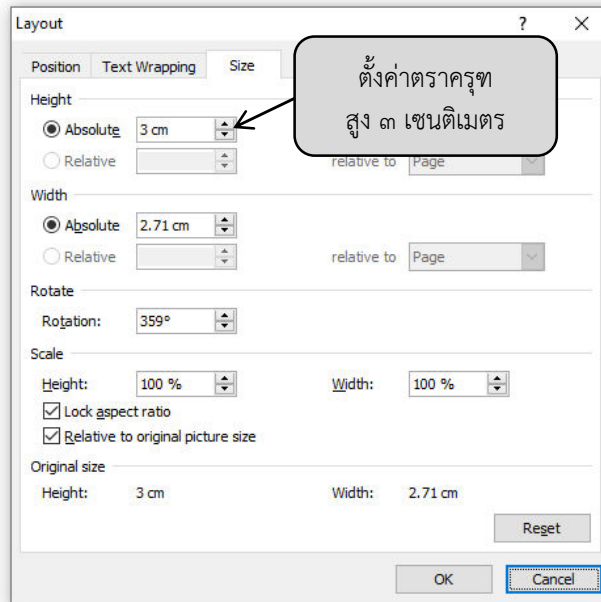 Layout
? ×
Position Text Wrapping Size
ตั้งค่าตราครุฑ
สูง ๓ เซนติเมตร
Height
Absolute 3 cm
Relative relative to Page
Width
Absolute 2.71 cm
Relative relative to Page
Rotate
Rotation: 359°
Scale
Height: 100 % Width: 100 %
Lock aspect ratio
Relative to original picture size
Original size
Height: 3 cm Width: 2.71 cm
Reset
OK Cancel